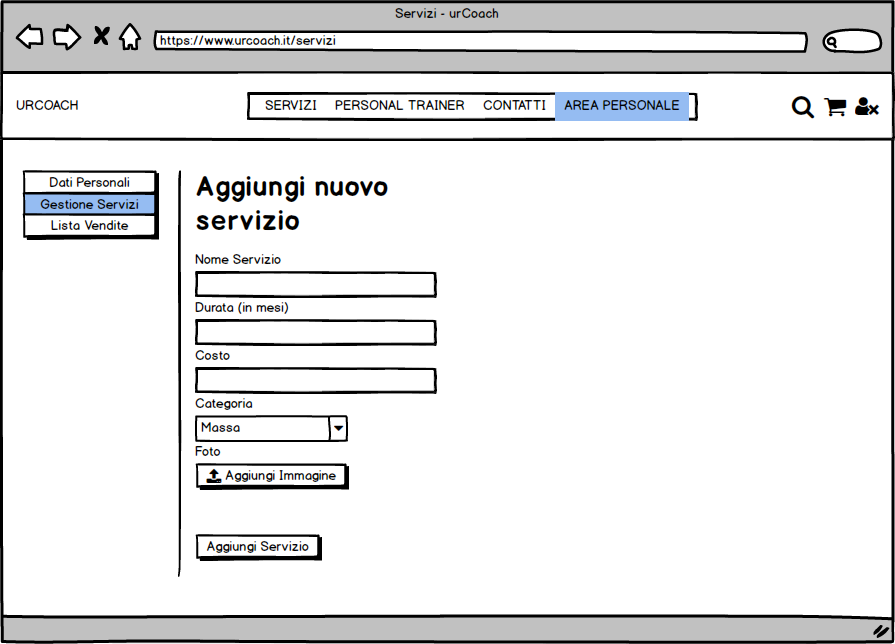 Servizi - urCoach
https://www.urcoach.it/servizi
URCOACH
SERVIZI PERSONAL TRAINER CONTATTI AREA PERSONALE
Dati Personali
Gestione Servizi
Lista Vendite
Aggiungi nuovo
servizio
Nome Servizio
Durata (in mesi)
Costo
Categoria
Massa
Foto
Aggiungi Immagine
Aggiungi Servizio